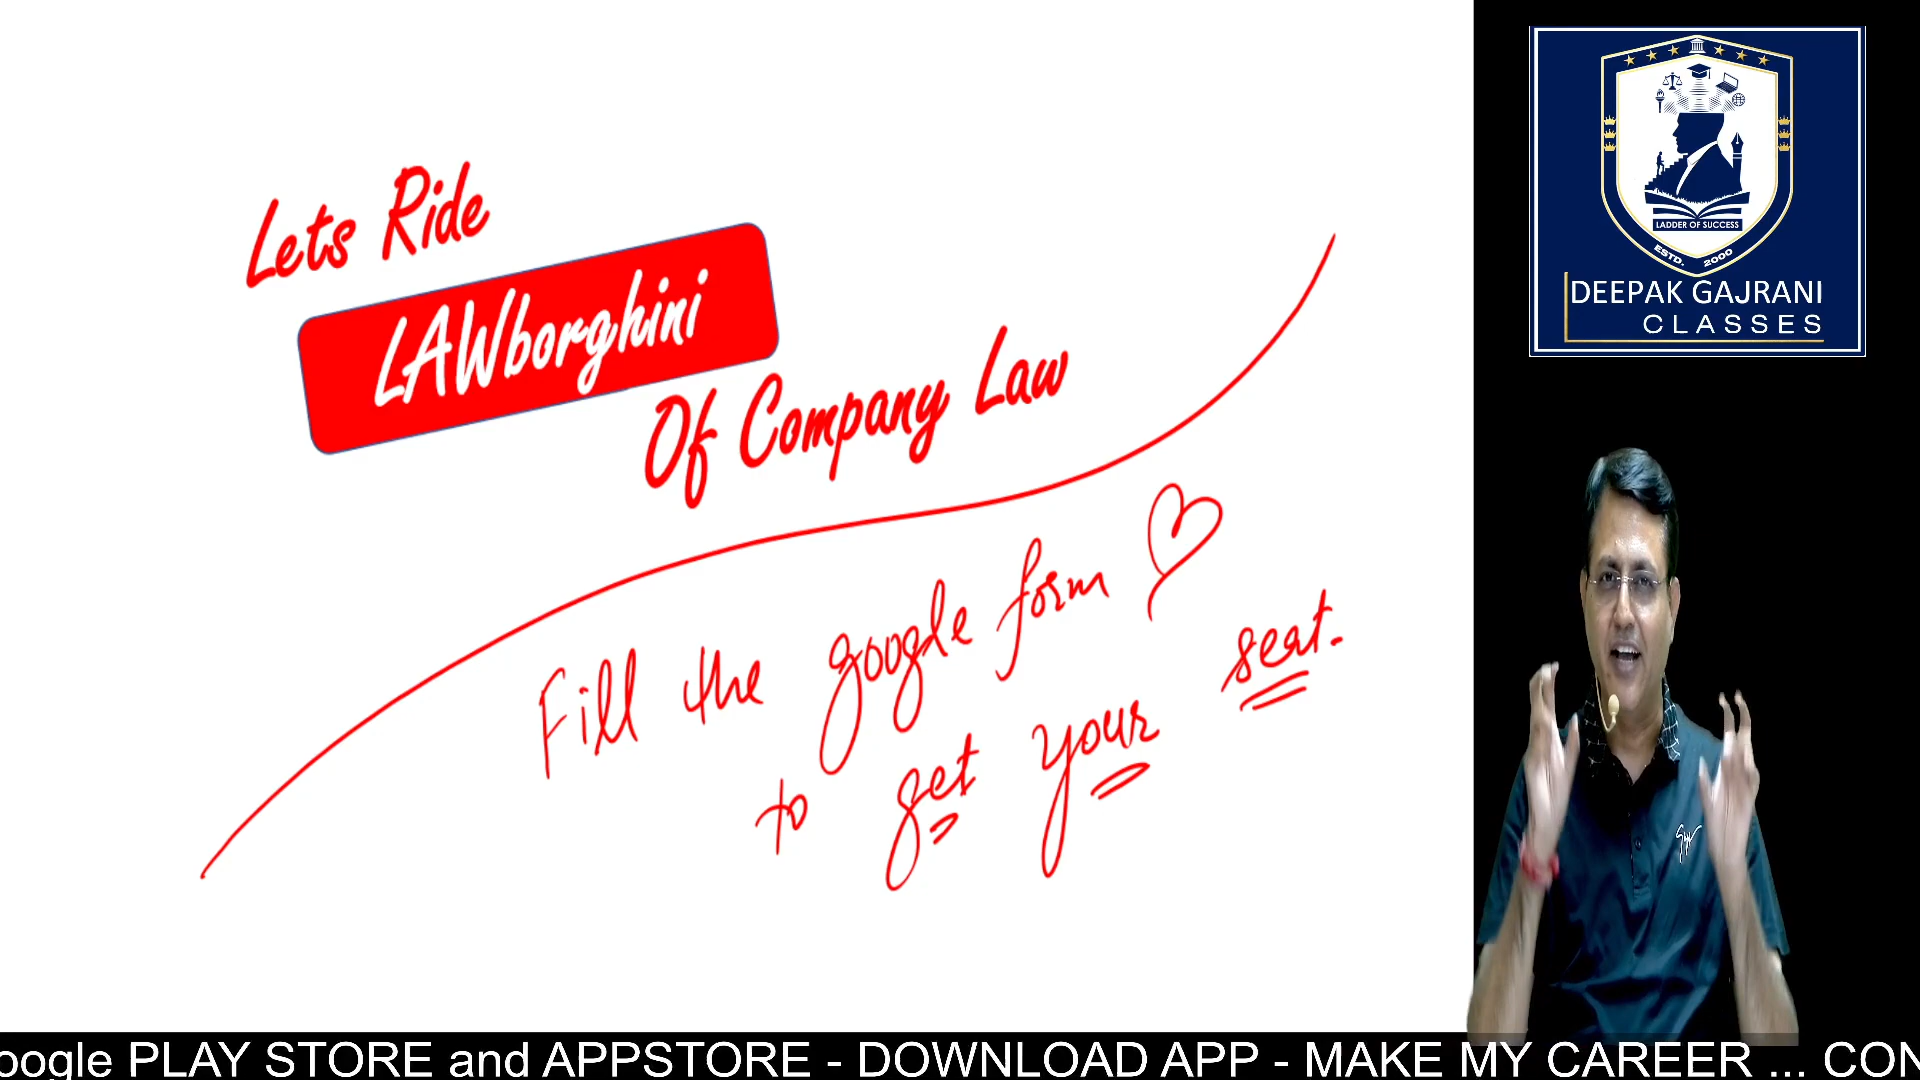 Lets Ride
LAWborghini
Of Company Law
Fill the google form
to get your seat.
LADDER OF SUCCESS
ESTD. 2000
DEEPAK GAJRANI
CLASSES
oogle PLAY STORE and APPSTORE - DOWNLOAD APP - MAKE MY CAREER ... CON